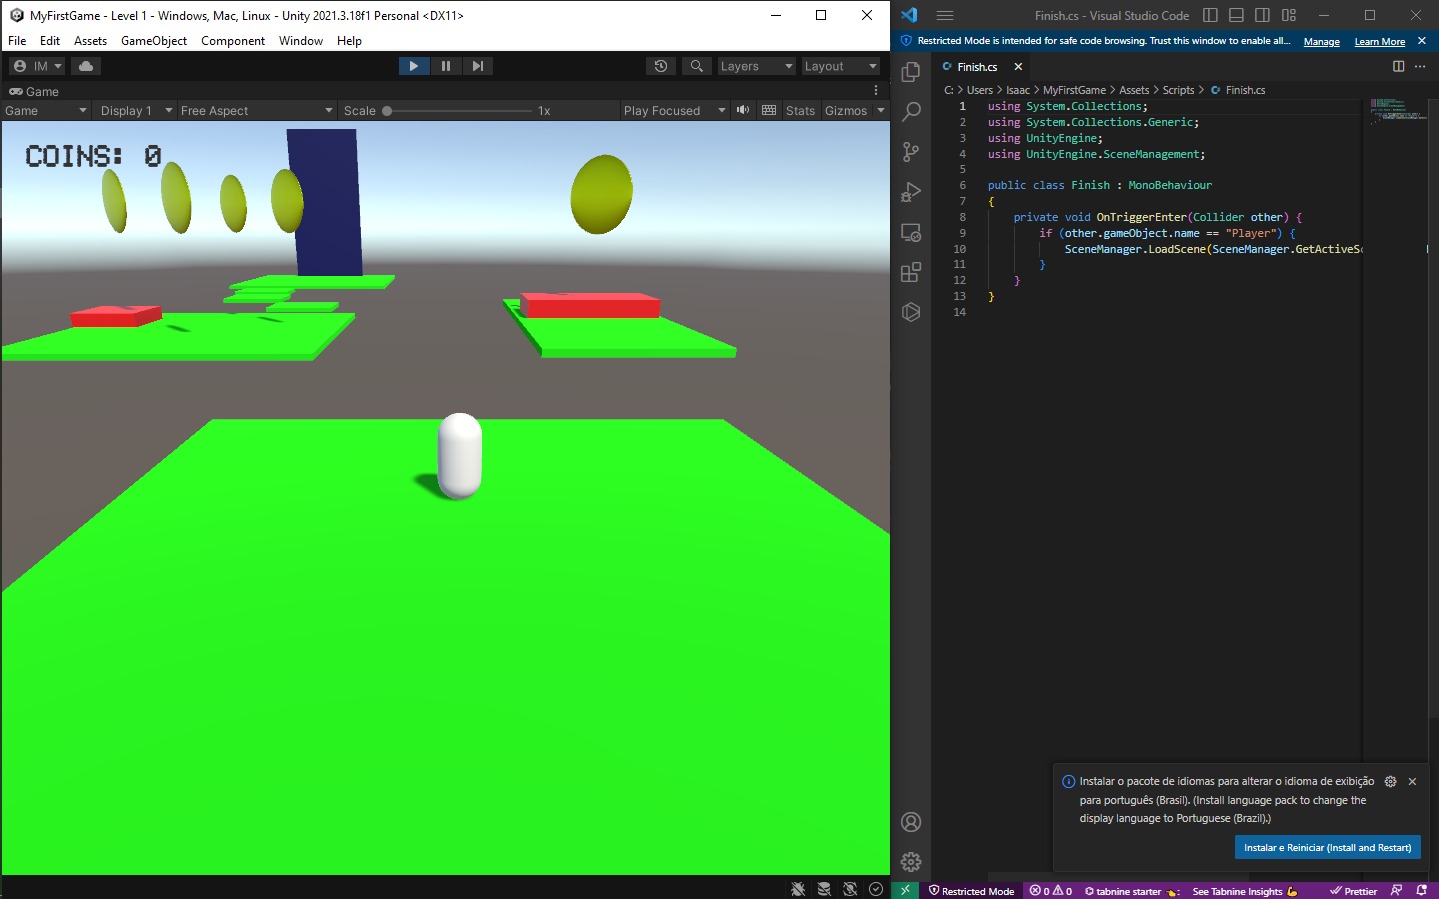 MyFirstGame - Level 1 - Windows, Mac, Linux - Unity 2021.3.18f1 Personal <DX11>
File Edit Assets GameObject Component Window Help
IM Layers Layout
Game
Game Display 1 Free Aspect Scale 1x Play Focused Stats Gizmos
COINS: 0
Finish.cs - Visual Studio Code
Restricted Mode is intended for safe code browsing. Trust this window to enable all... Manage Learn More
Finish.cs
C: > Users > Isaac > MyFirstGame > Assets > Scripts > Finish.cs
1 using System.Collections;
2 using System.Collections.Generic;
3 using UnityEngine;
4 using UnityEngine.SceneManagement;
5
6 public class Finish : MonoBehaviour
7 {
8 private void OnTriggerEnter(Collider other) {
9 if (other.gameObject.name == "Player") {
10 SceneManager.LoadScene(SceneManager.GetActiveSc
11 }
12 }
13 }
14
Instalar o pacote de idiomas para alterar o idioma de exibição
para português (Brasil). (Install language pack to change the
display language to Portuguese (Brazil).)
Instalar e Reiniciar (Install and Restart)
Restricted Mode 0 0 tabnine starter 👈: See Tabnine Insights 💪 Prettier